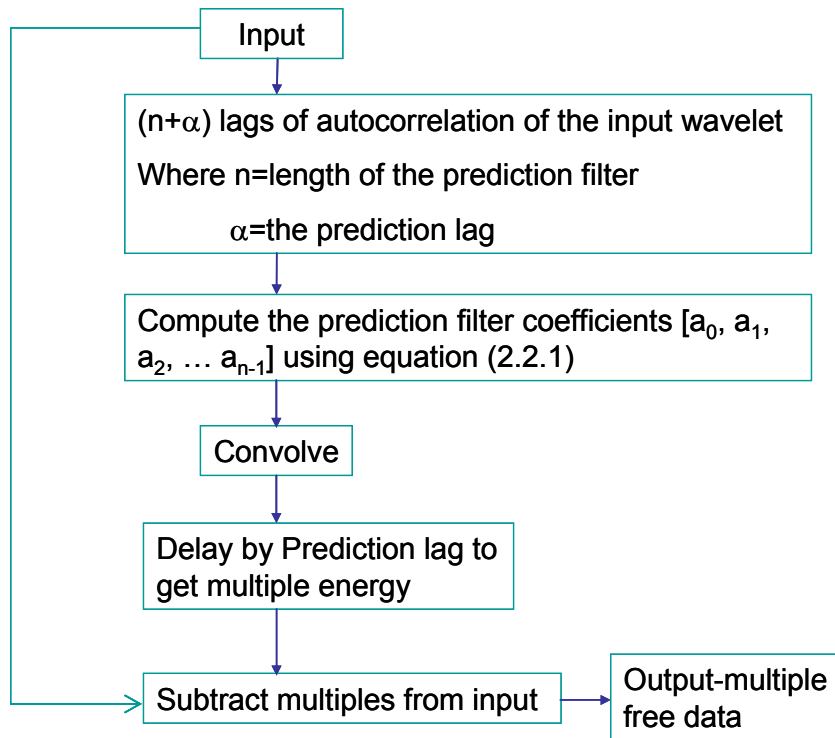 Input
(n+α) lags of autocorrelation of the input wavelet
Where n=length of the prediction filter
α=the prediction lag
Compute the prediction filter coefficients [a₀, a₁,
a₂, … aₙ₋₁] using equation (2.2.1)
Convolve
Delay by Prediction lag to
get multiple energy
Subtract multiples from input
Output-multiple
free data